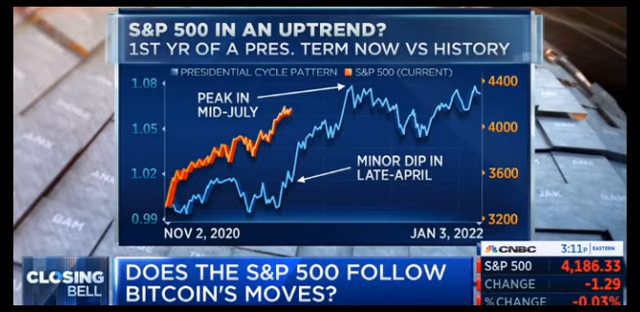 S&P 500 IN AN UPTREND?
1ST YR OF A PRES. TERM NOW VS HISTORY
PRESIDENTIAL CYCLE PATTERN S&P 500 (CURRENT)
1.08
1.05
1.02
0.99
4400
4000
3600
3200
PEAK IN
MID-JULY
MINOR DIP IN
LATE-APRIL
NOV 2, 2020 JAN 3, 2022
CLOSING
BELL
DOES THE S&P 500 FOLLOW
BITCOIN'S MOVES?
CNBC 3:11P EASTERN
S&P 500 4,186.33
CHANGE -1.29
% CHANGE -0.03%
BAM